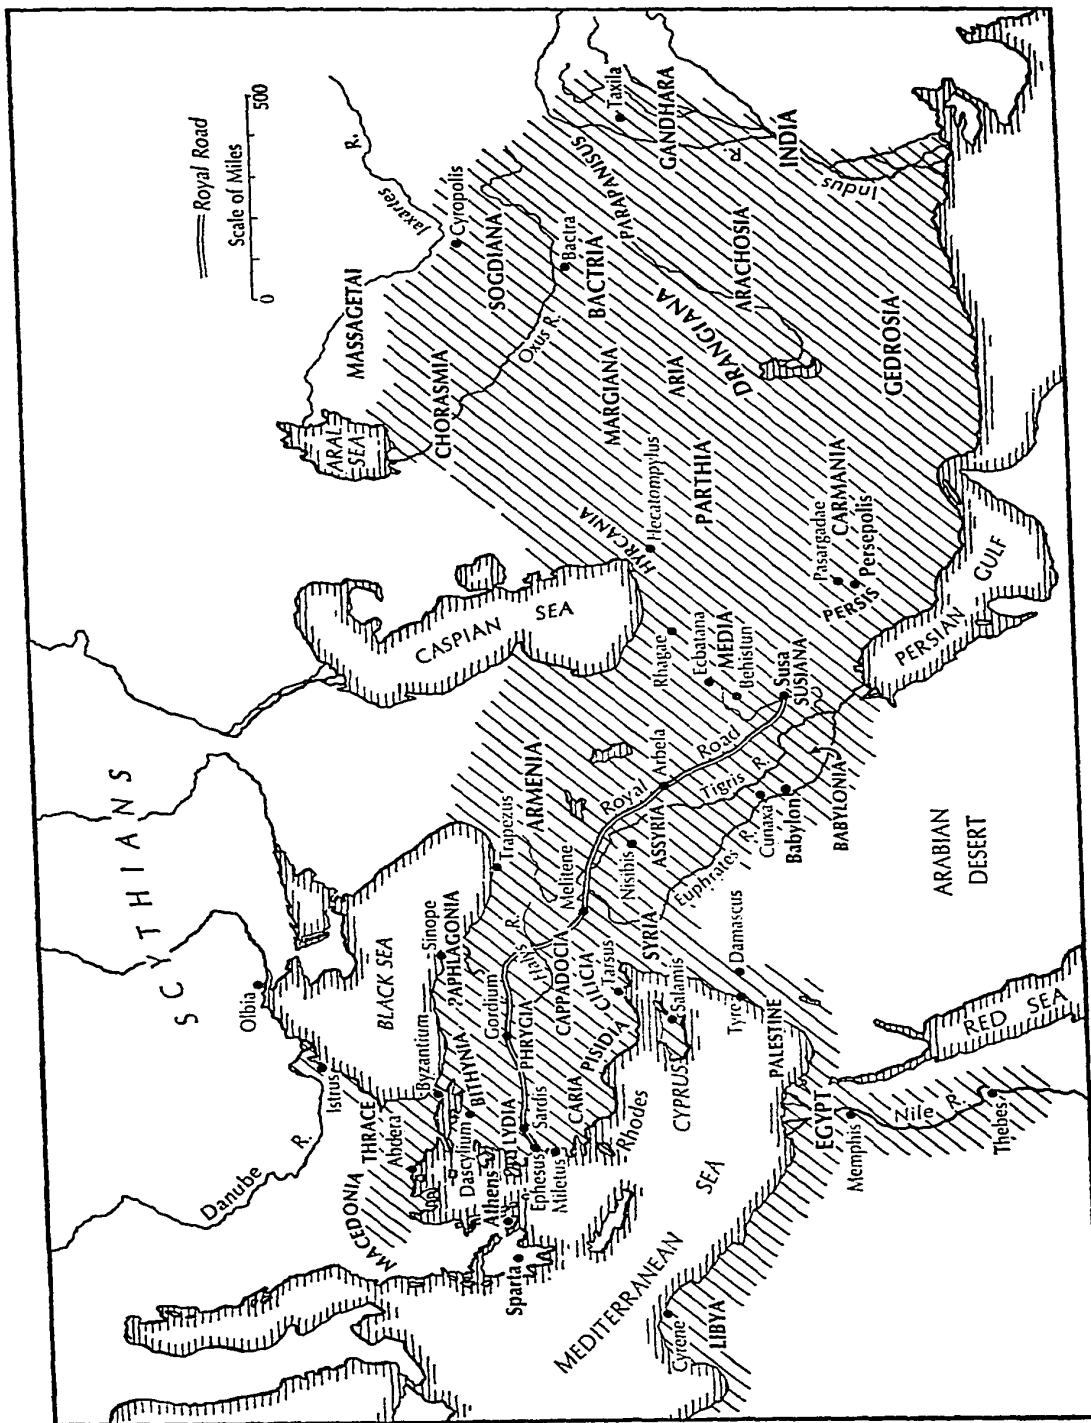 Royal Road
Scale of Miles
0 500
SCYTHIANS
Olbia
Istrus
Danube R.
BLACK SEA
CASPIAN SEA
ARAL SEA
MASSAGETAI
Jaxartes R.
Cyropolis
CHORASMIA
SOGDIANA
Oxus R.
Bactra
BACTRIA
MACEDONIA
THRACE
Abdera
Byzantium
Dascylium
BITHYNIA
Sinope
PAPHLAGONIA
Trapezus
ARMENIA
HYRCANIA
Hecatompylus
MARGIANA
PARAPANISUS
Taxila
GANDHARA
Athens
Sparta
LYDIA
Sardis
Ephesus
Miletus
CARIA
Gordium
PHRYGIA
Halys R.
CAPPADOCIA
PISIDIA
CILICIA
Tarsus
Melitene
Royal Road
Nisibis
ASSYRIA
Arbela
Tigris R.
Rhagae
Ecbatana
MEDIA
Behistun
PARTHIA
ARIA
DRANGIANA
ARACHOSIA
R.
Indus
INDIA
Rhodes
CYPRUS
Salamis
SYRIA
Euphrates R.
Cunaxa
Babylon
BABYLONIA
Susa
SUSIANA
Pasargadae
Persepolis
PERSIS
CARMANIA
GEDROSIA
MEDITERRANEAN SEA
Tyre
Damascus
PALESTINE
Cyrene
LIBYA
EGYPT
Memphis
Nile R.
Thebes
RED SEA
ARABIAN
DESERT
PERSIAN GULF